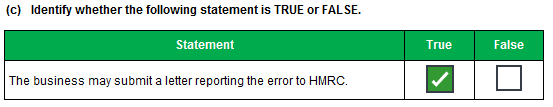 (c) Identify whether the following statement is TRUE or FALSE.
Statement True False
The business may submit a letter reporting the error to HMRC.